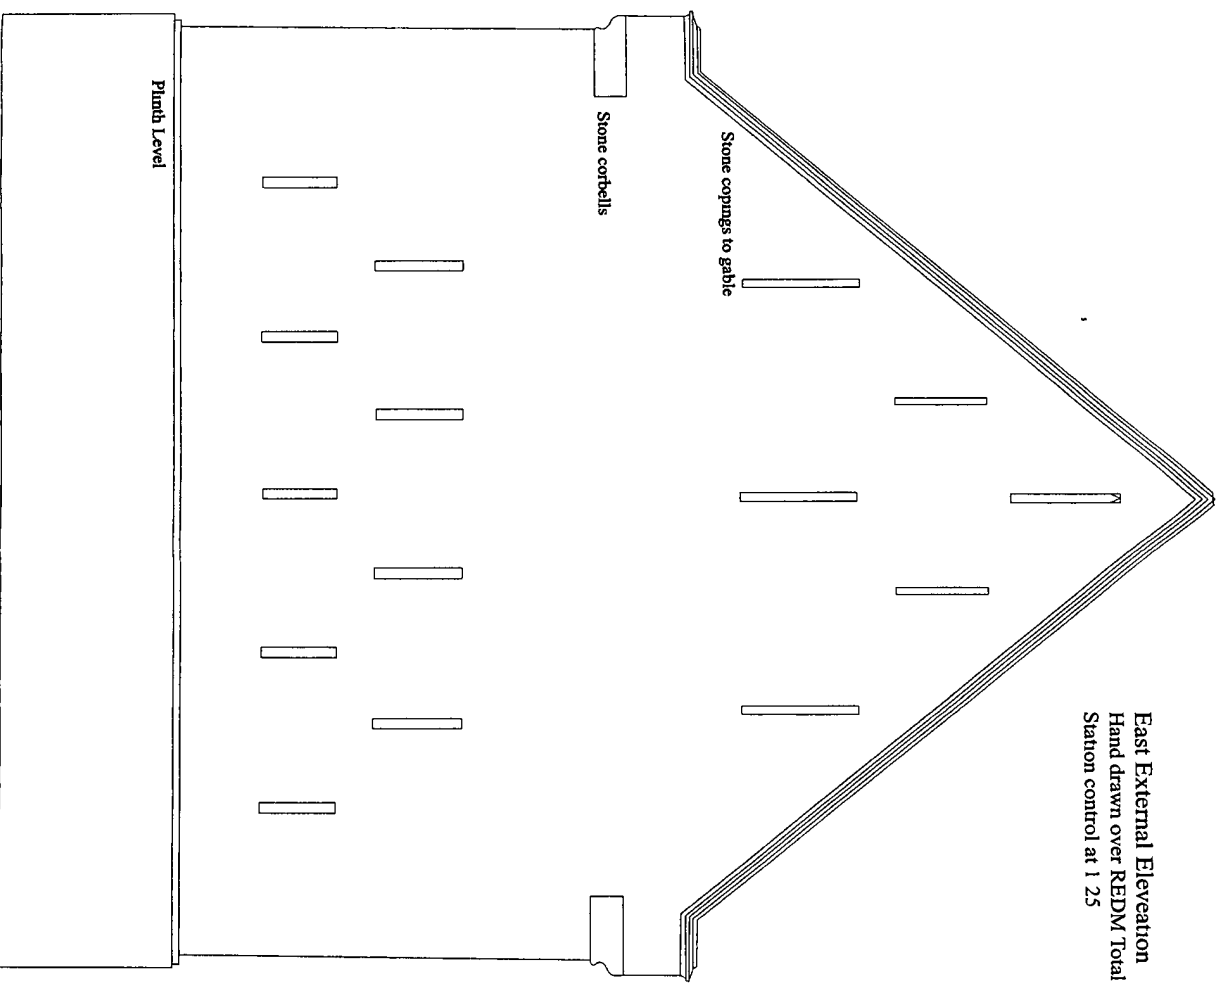 East External Eleveation
Hand drawn over REDM Total
Station control at 1 25
Stone copings to gable
Stone corbells
Plinth Level